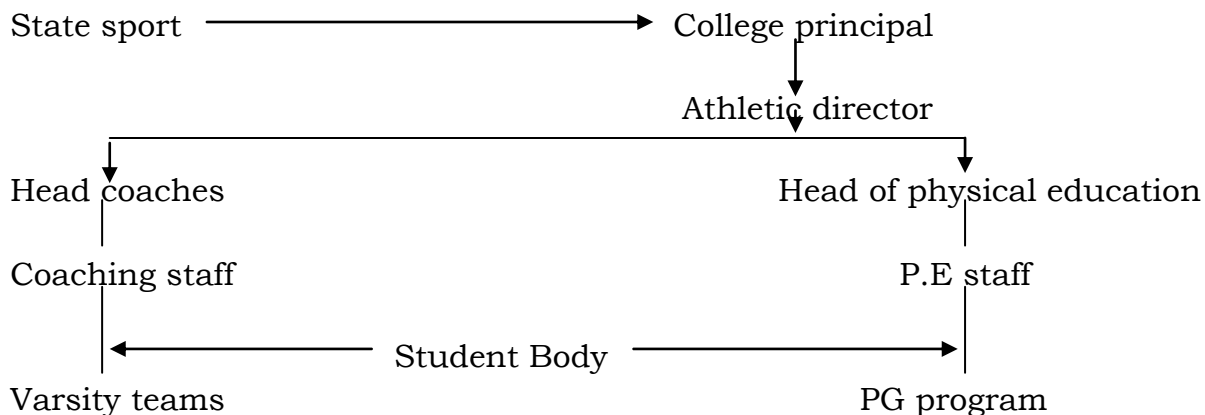 State sport College principal
Athletic director
Head coaches Head of physical education
Coaching staff P.E staff
Student Body
Varsity teams PG program